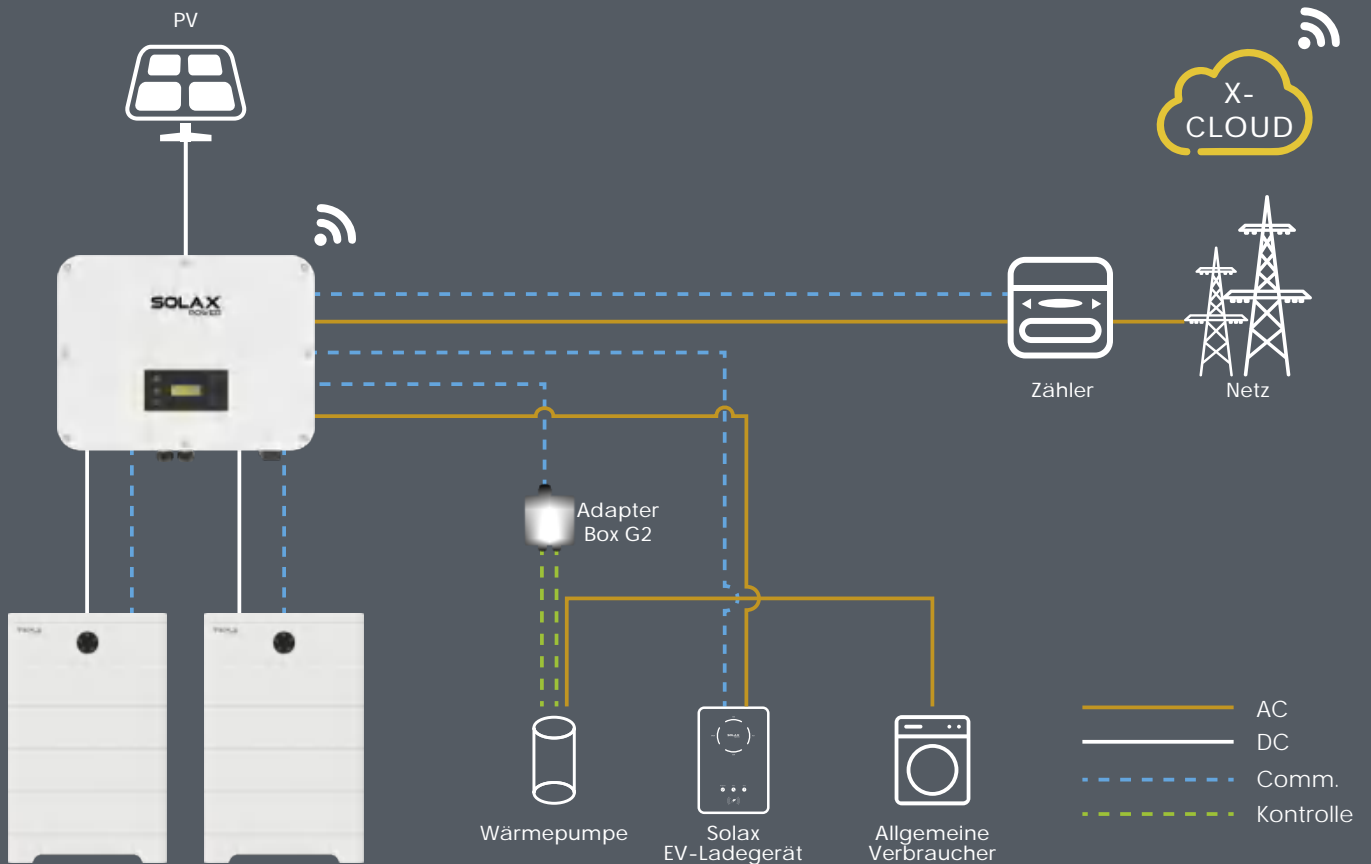 PV
X-
CLOUD
SOLAX
POWER
Zähler
Netz
Adapter
Box G2
Wärmepumpe
Solax
EV-Ladegerät
Allgemeine
Verbraucher
AC
DC
Comm.
Kontrolle